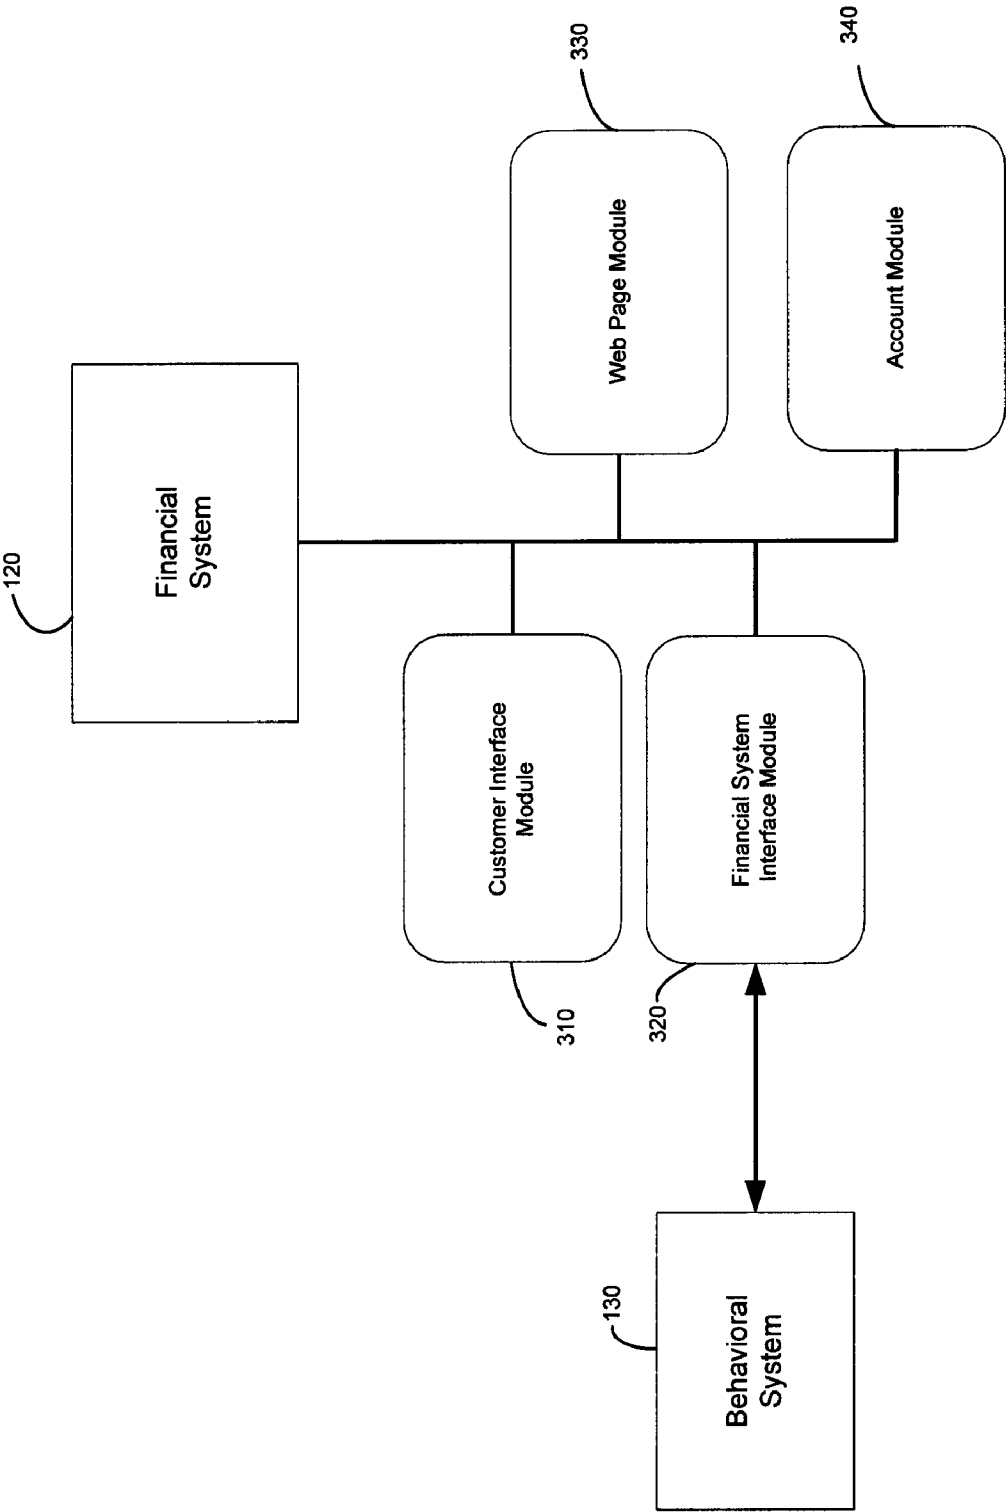 120
Financial
System
310
Customer Interface
Module
330
Web Page Module
320
Financial System
Interface Module
340
Account Module
130
Behavioral
System